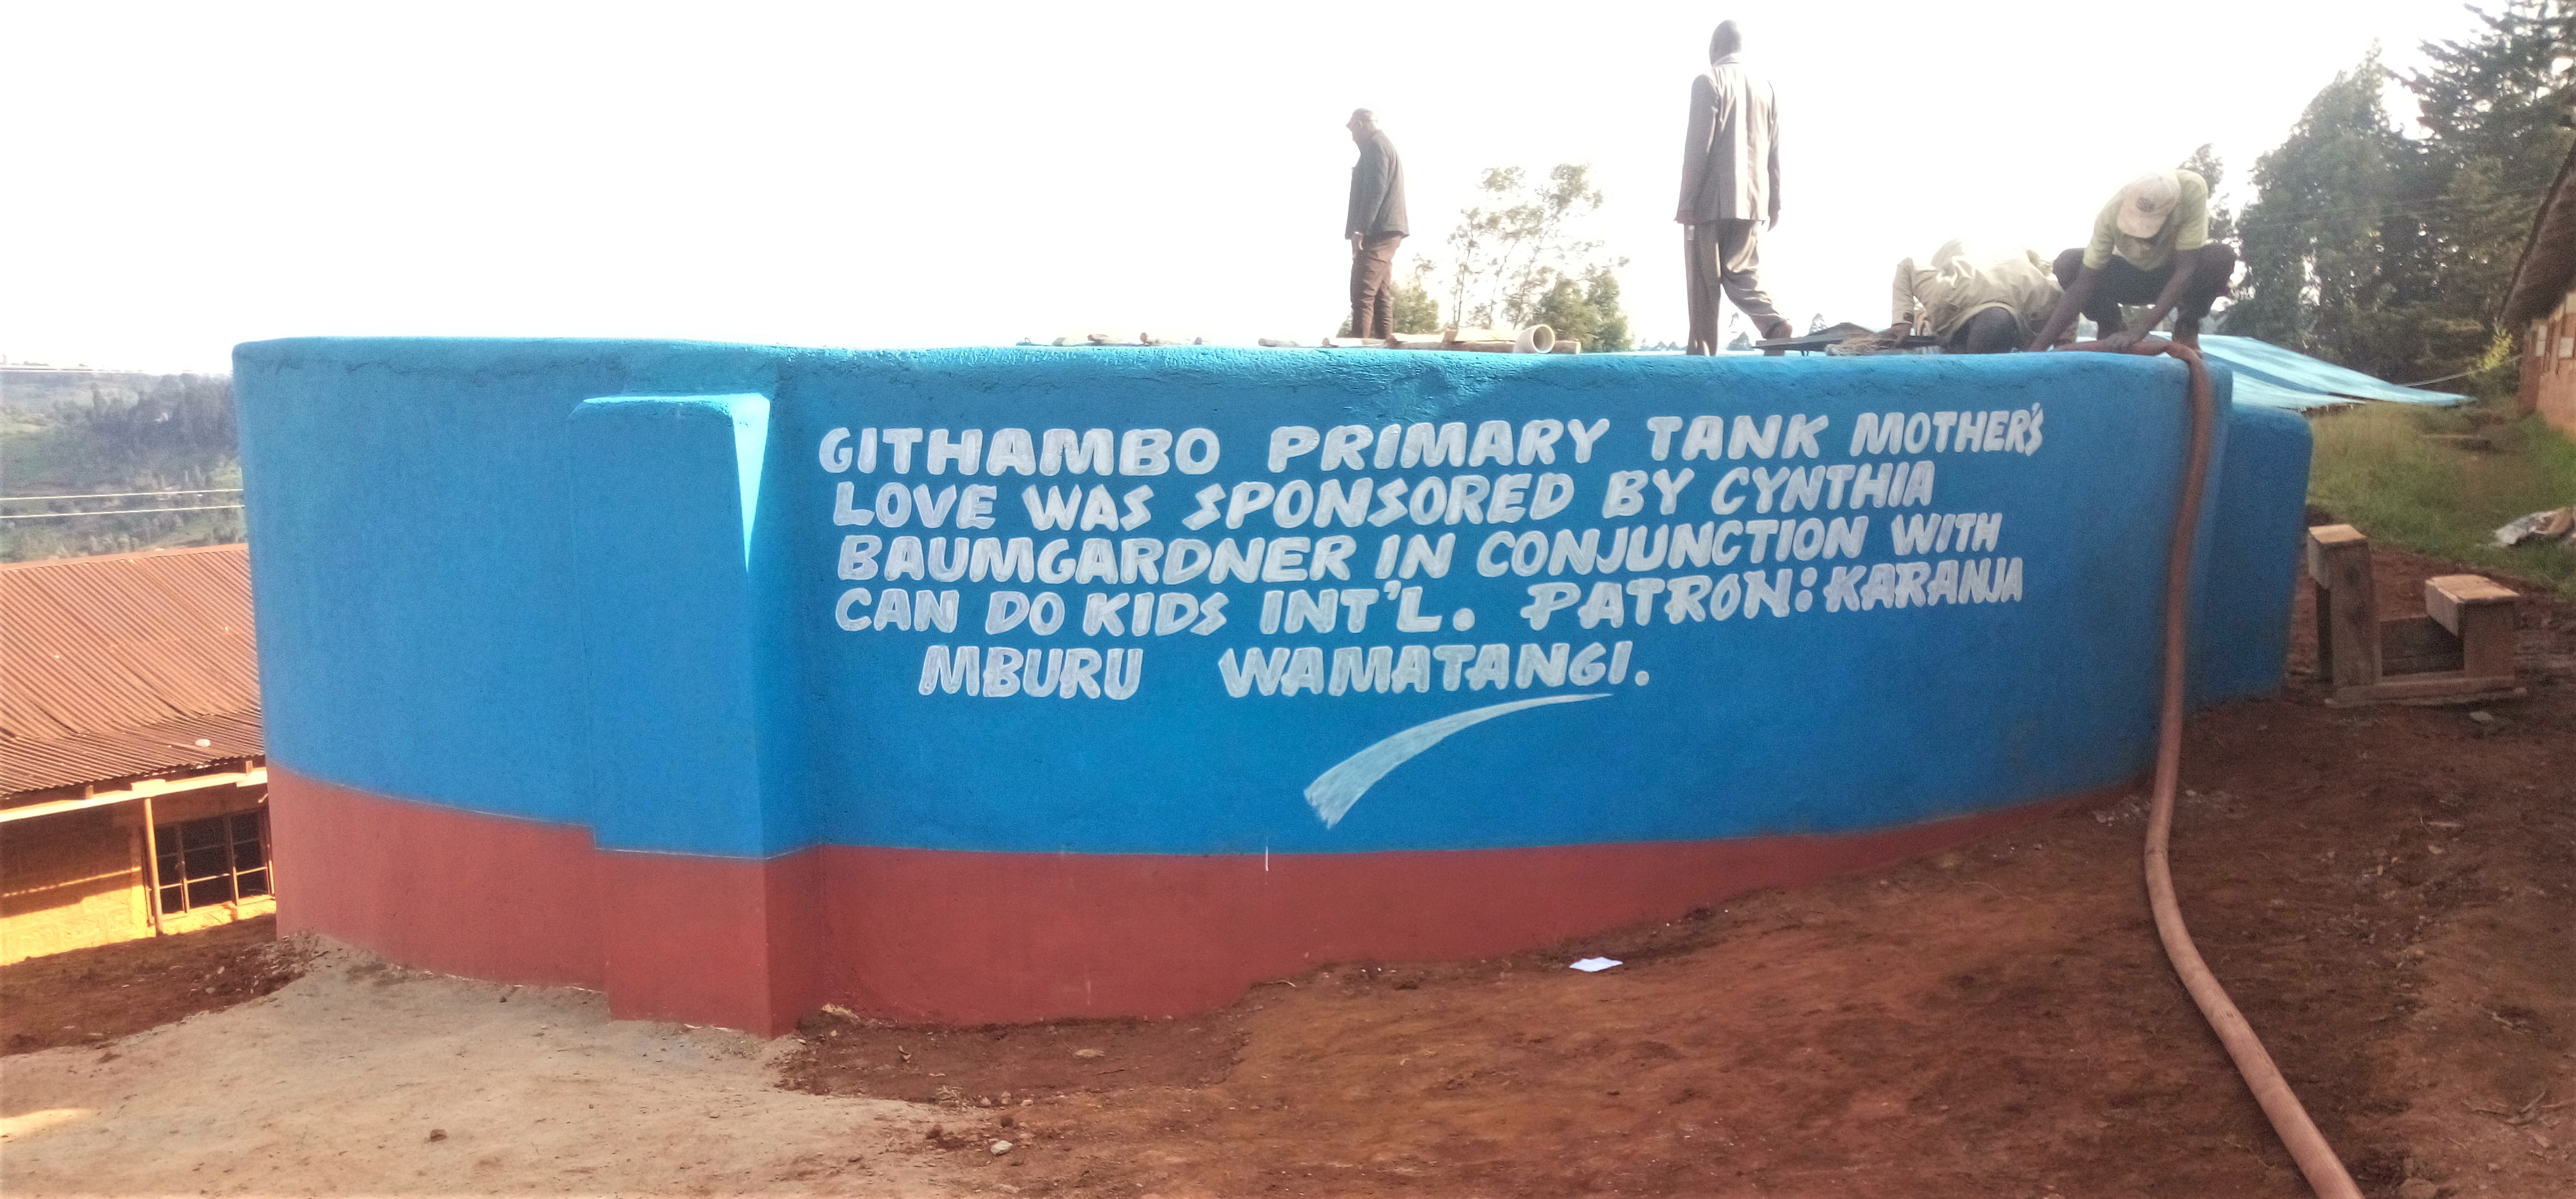 GITHAMBO PRIMARY TANK MOTHER'S
LOVE WAS SPONSORED BY CYNTHIA
BAUMGARDNER IN CONJUNCTION WITH
CAN DO KIDS INT'L. PATRON: KARANJA
MBURU WAMATANGI.